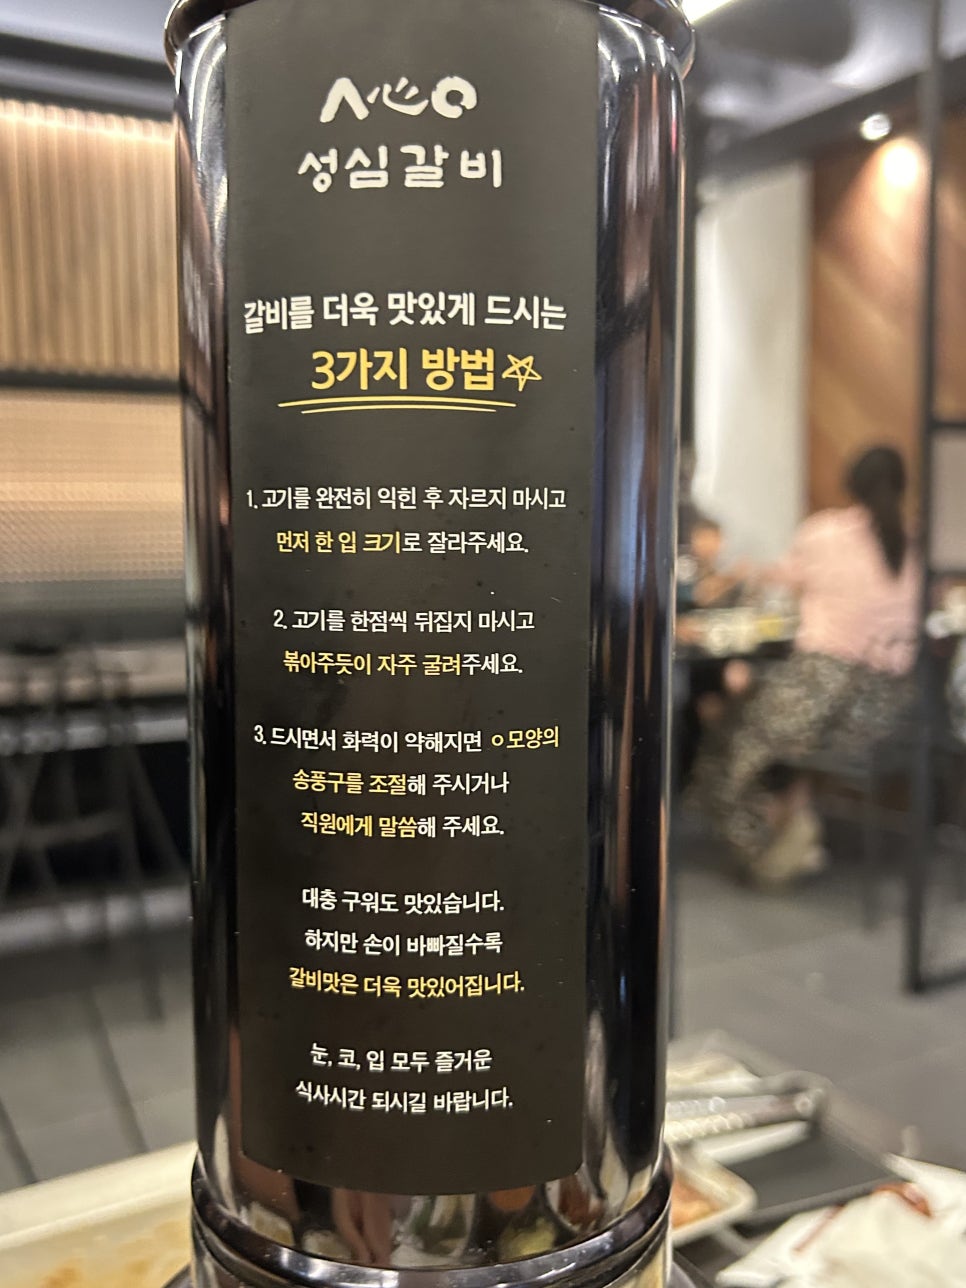 성심갈비
갈비를 더욱 맛있게 드시는
3가지 방법
1. 고기를 완전히 익힌 후 자르지 마시고
먼저 한 입 크기로 잘라주세요.
2. 고기를 한점씩 뒤집지 마시고
볶아주듯이 자주 굴려주세요.
3. 드시면서 화력이 약해지면 ㅇ모양의
송풍구를 조절해 주시거나
직원에게 말씀해 주세요.
대충 구워도 맛있습니다.
하지만 손이 바빠질수록
갈비맛은 더욱 맛있어집니다.
눈, 코, 입 모두 즐거운
식사시간 되시길 바랍니다.